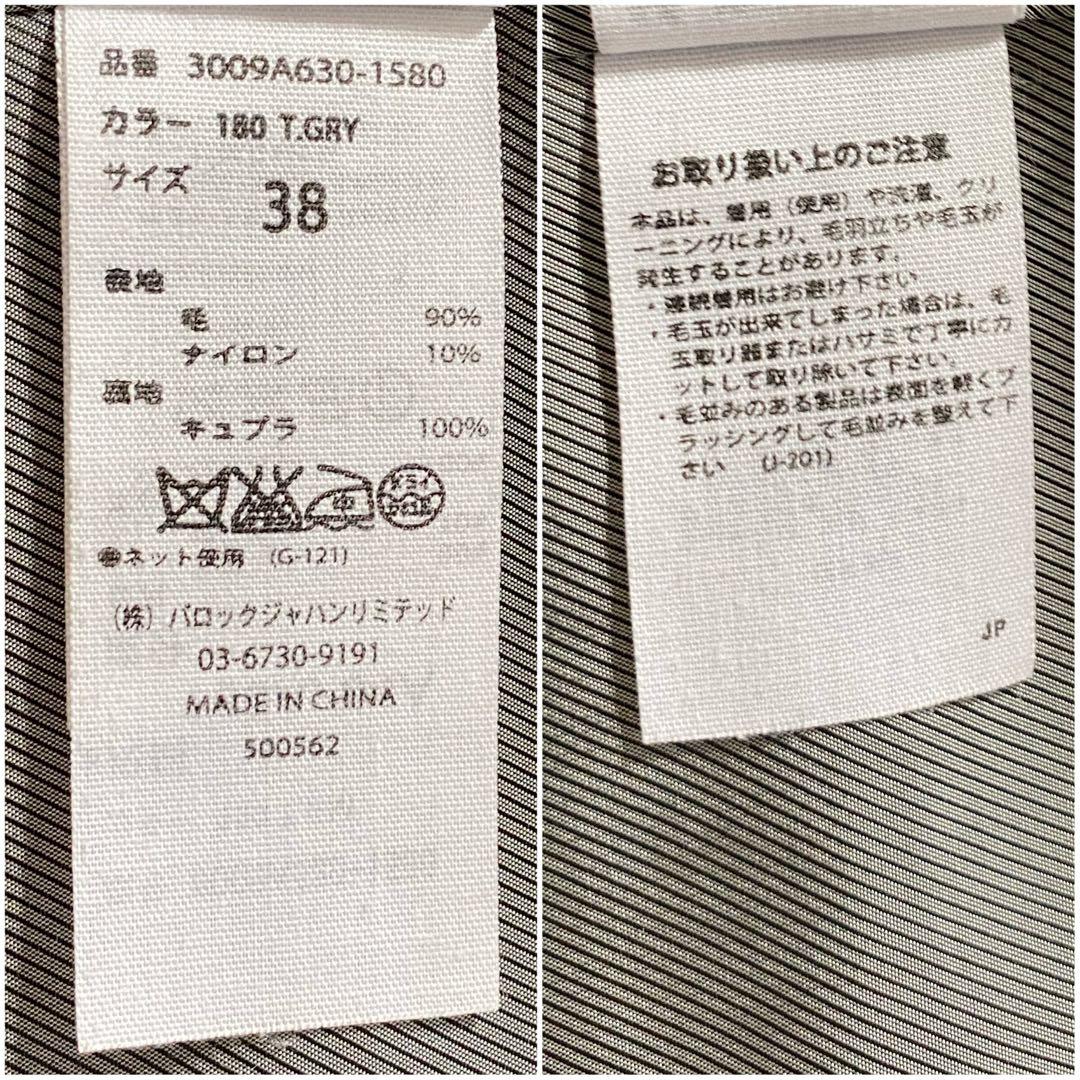 品番 3009A630-1580
カラー 180 T.GRY
サイズ 38
表地
毛 90%
ナイロン 10%
裏地
キュプラ 100%
中
ドライ
ネット使用 (G-121)
(株) バロックジャパンリミテッド
03-6730-9191
MADE IN CHINA
500562
お取り扱い上のご注意
本品は、着用(使用)や洗濯、クリ
ーニングにより、毛羽立ちや毛玉が
発生することがあります。
・連続着用はお避け下さい
・毛玉が出来てしまった場合は、毛
玉取り器またはハサミで丁寧にカ
ットして取り除いて下さい。
・毛並みのある製品は表面を軽くブ
ラッシングして毛並みを整えて下
さい (J-201)
JP